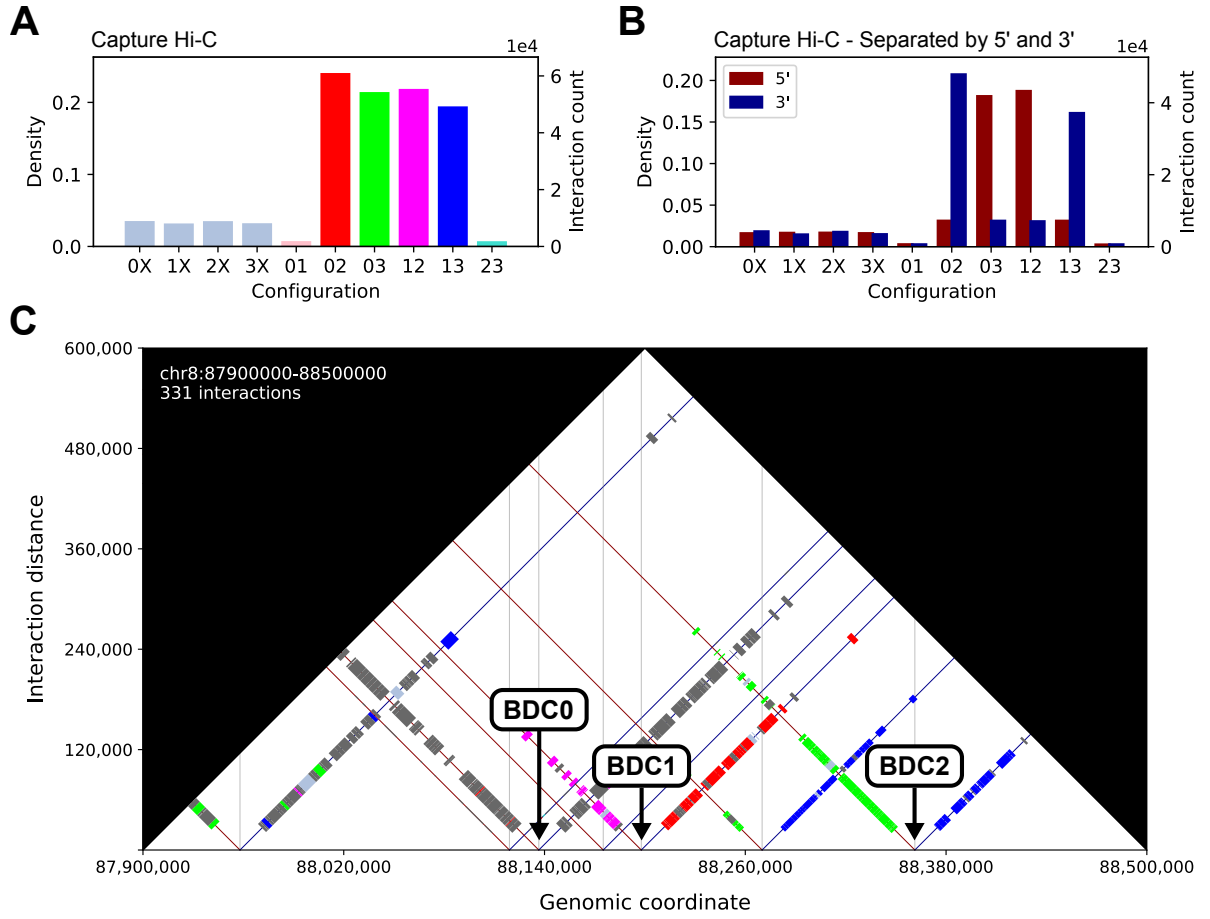 A
Capture Hi-C
1e4
Density
0.2
0.1
0.0
6
4
2
0
Interaction count
0X 1X 2X 3X 01 02 03 12 13 23
Configuration
B
Capture Hi-C - Separated by 5' and 3'
1e4
5'
3'
Density
0.20
0.15
0.10
0.05
0.00
4
2
0
Interaction count
0X 1X 2X 3X 01 02 03 12 13 23
Configuration
C
chr8:87900000-88500000
331 interactions
Interaction distance
600,000
480,000
360,000
240,000
120,000
BDC0
BDC1
BDC2
87,900,000 88,020,000 88,140,000 88,260,000 88,380,000 88,500,000
Genomic coordinate